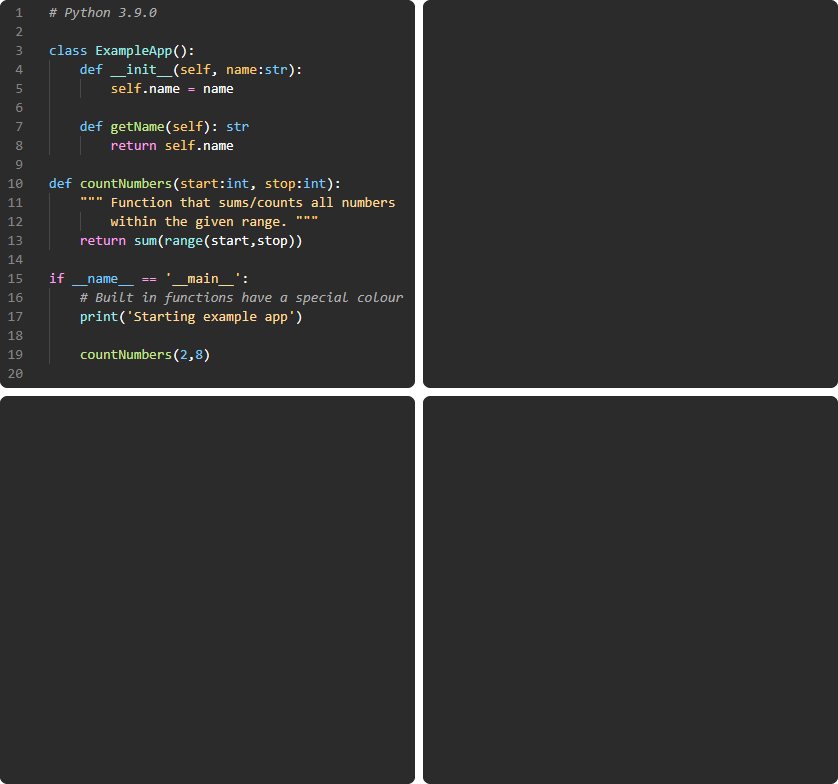 1 # Python 3.9.0
2
3 class ExampleApp():
4     def __init__(self, name:str):
5         self.name = name
6
7     def getName(self): str
8         return self.name
9
10 def countNumbers(start:int, stop:int):
11     """ Function that sums/counts all numbers
12         within the given range. """
13     return sum(range(start,stop))
14
15 if __name__ == '__main__':
16     # Built in functions have a special colour
17     print('Starting example app')
18
19     countNumbers(2,8)
20